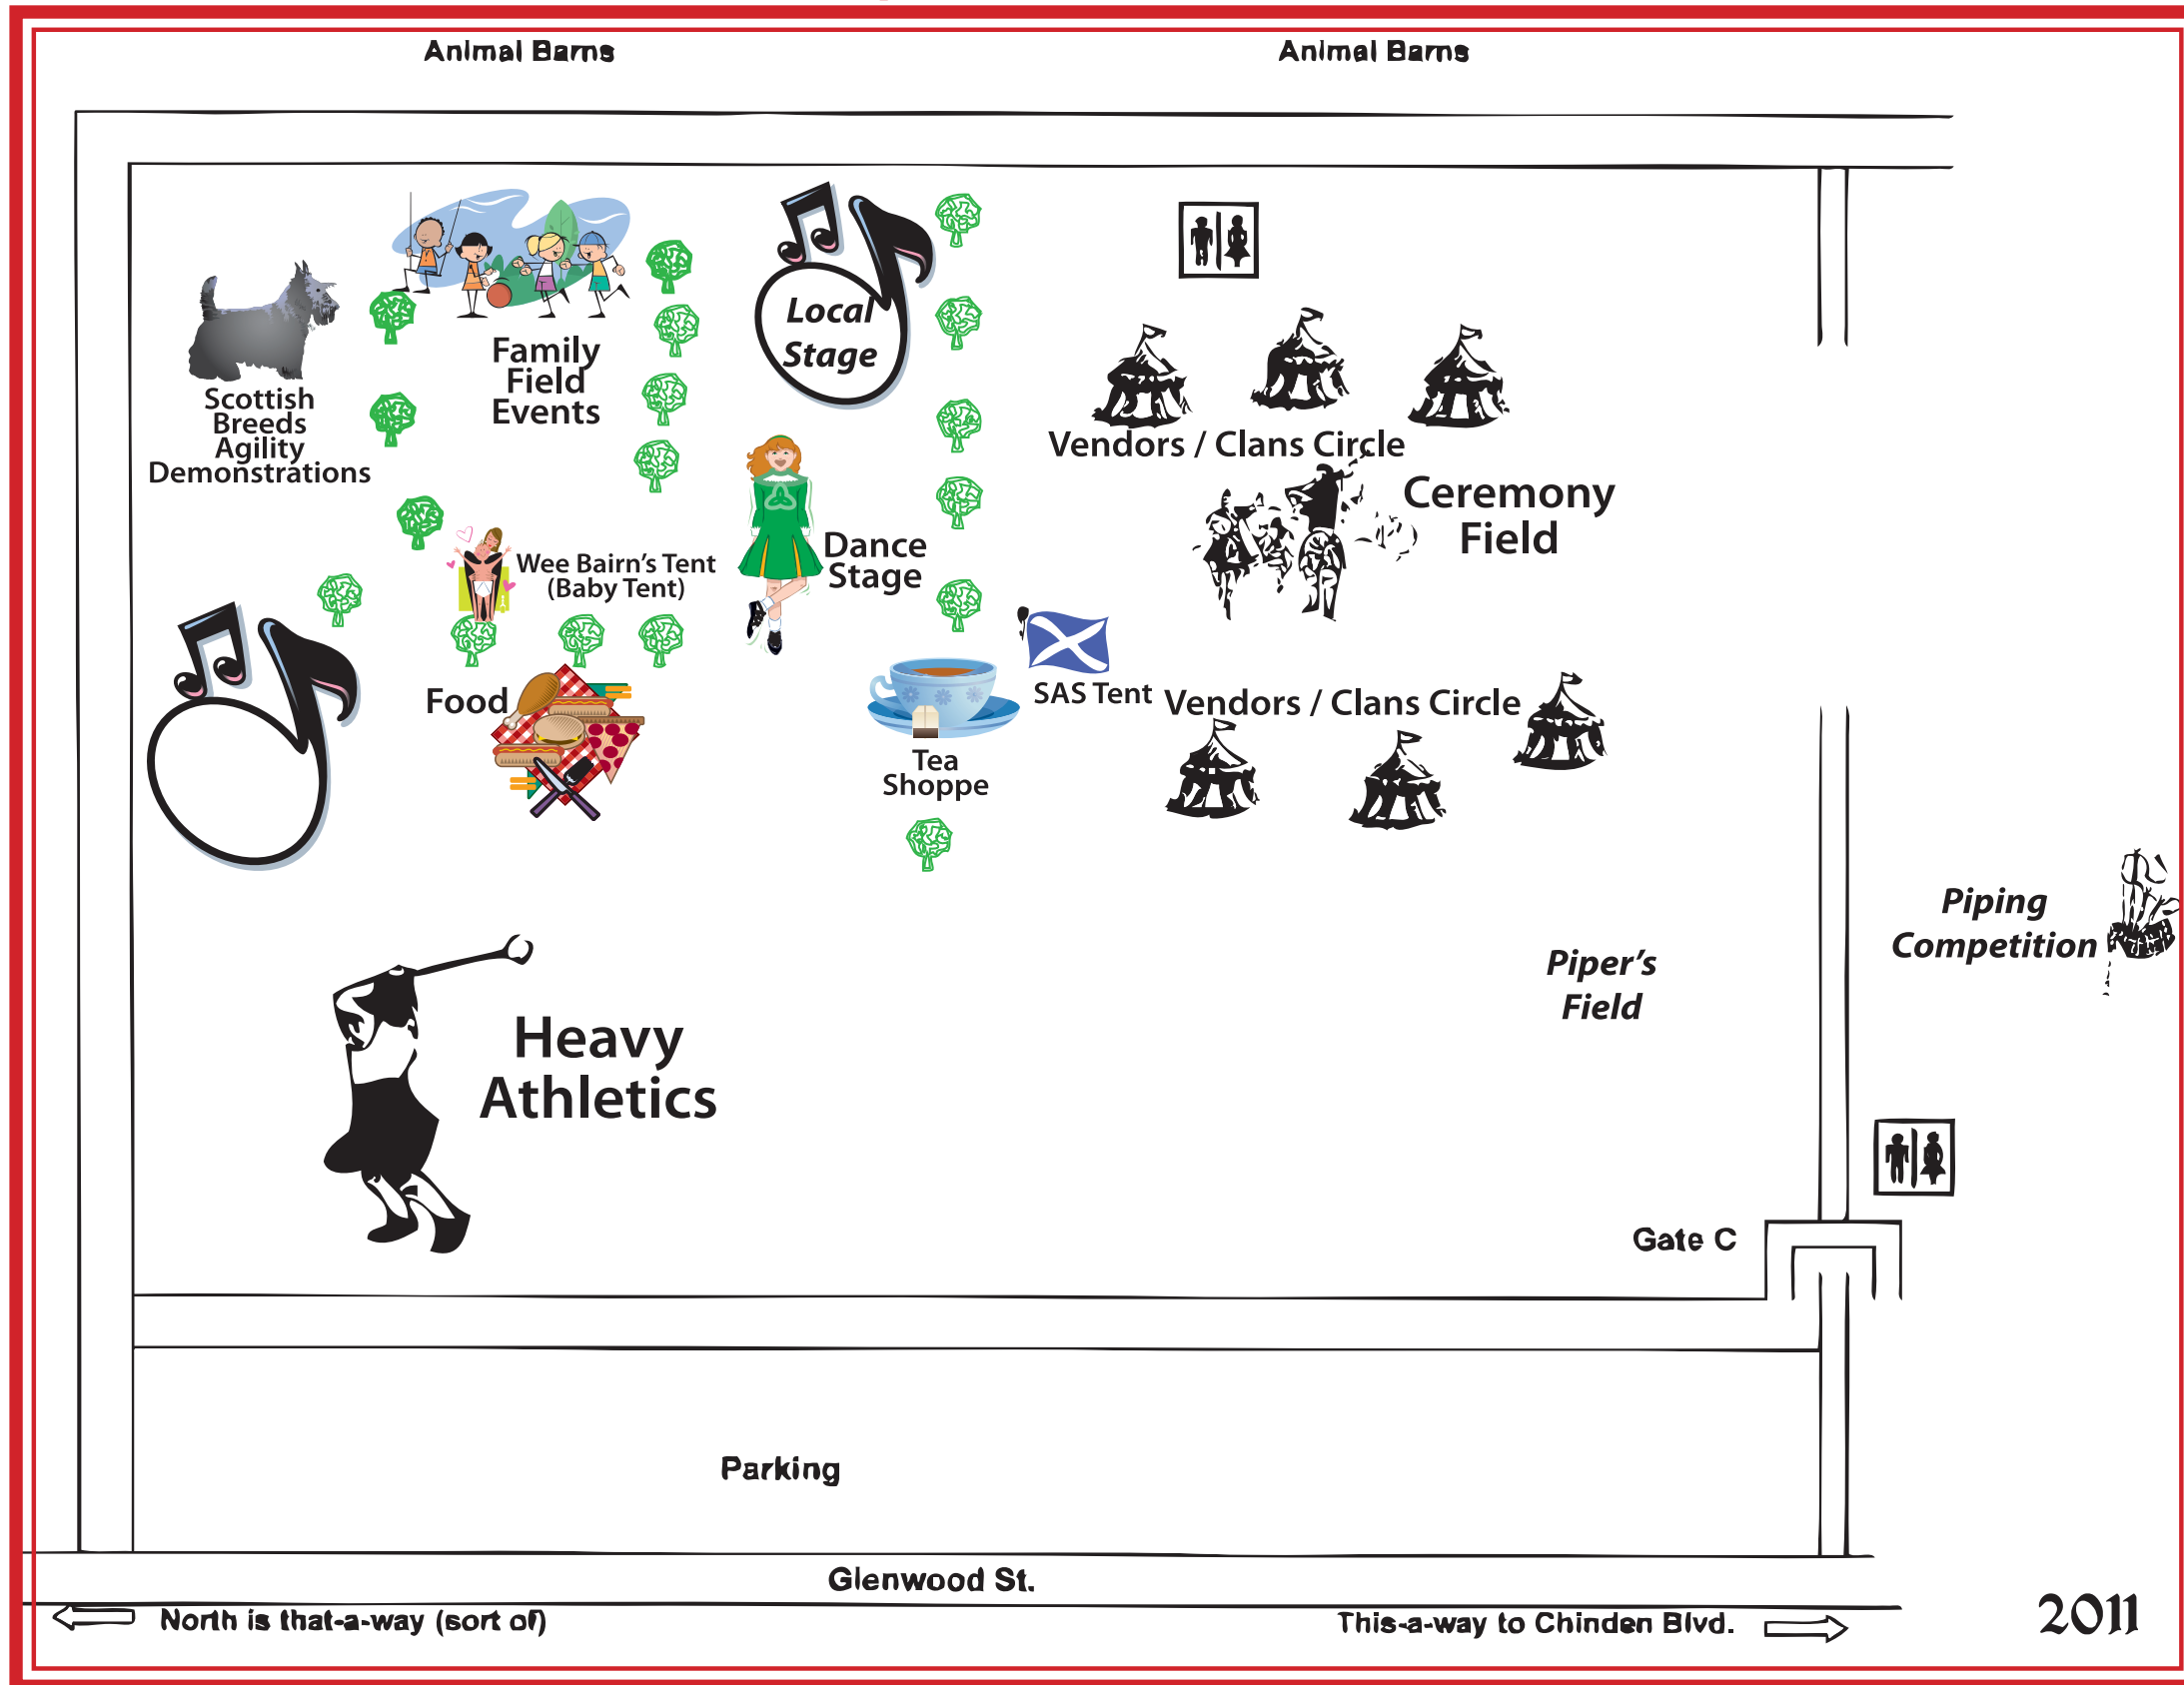 Animal Barns
Animal Barns
Local
Stage
Family
Field
Events
Scottish
Breeds
Agility
Demonstrations
Vendors / Clans Circle
Ceremony
Field
Dance
Stage
Wee Bairn's Tent
(Baby Tent)
Food
SAS Tent
Vendors / Clans Circle
Tea
Shoppe
Piping
Competition
Piper's
Field
Heavy
Athletics
Gate C
Parking
Glenwood St.
North is that-a-way (sort of)
This-a-way to Chinden Blvd.
2011